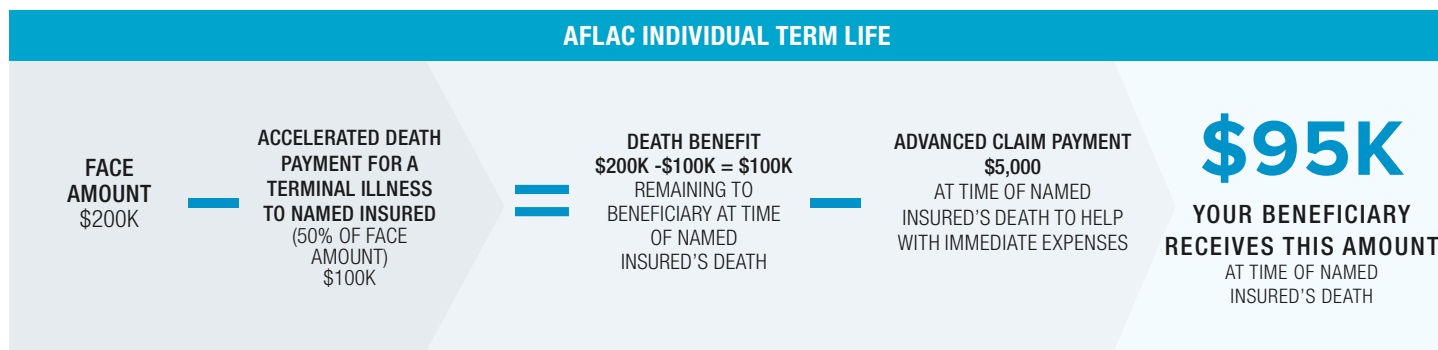 AFLAC INDIVIDUAL TERM LIFE
FACE
AMOUNT
$200K
ACCELERATED DEATH
PAYMENT FOR A
TERMINAL ILLNESS
TO NAMED INSURED
(50% OF FACE
AMOUNT)
$100K
DEATH BENEFIT
$200K -$100K = $100K
REMAINING TO
BENEFICIARY AT TIME
OF NAMED
INSURED’S DEATH
ADVANCED CLAIM PAYMENT
$5,000
AT TIME OF NAMED
INSURED’S DEATH TO HELP
WITH IMMEDIATE EXPENSES
$95K
YOUR BENEFICIARY
RECEIVES THIS AMOUNT
AT TIME OF NAMED
INSURED’S DEATH